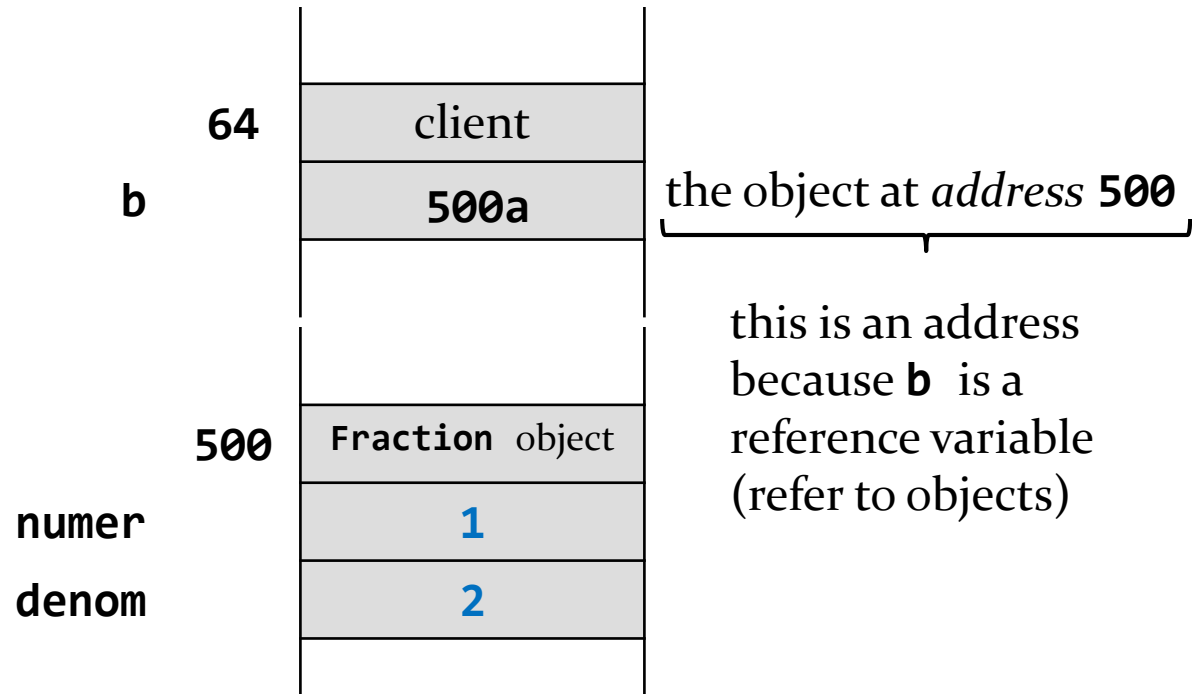 64 client
b 500a the object at address 500
this is an address
because b is a
reference variable
(refer to objects)
500 Fraction object
numer 1
denom 2